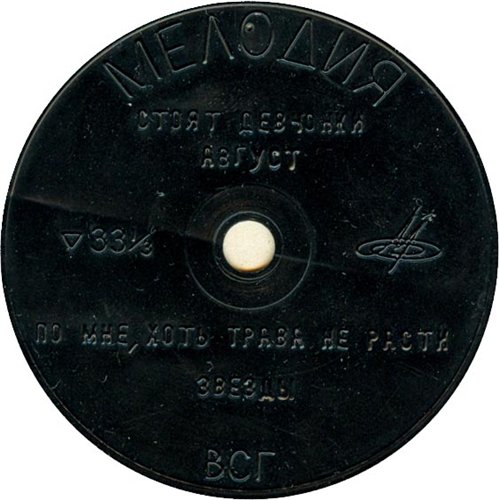 МЕЛОДИЯ
СТОЯТ ДЕВЧОНКИ
АВГУСТ
▽33⅓
ПО МНЕ, ХОТЬ ТРАВА НЕ РАСТИ
ЗВЕЗДЫ
ВСГ